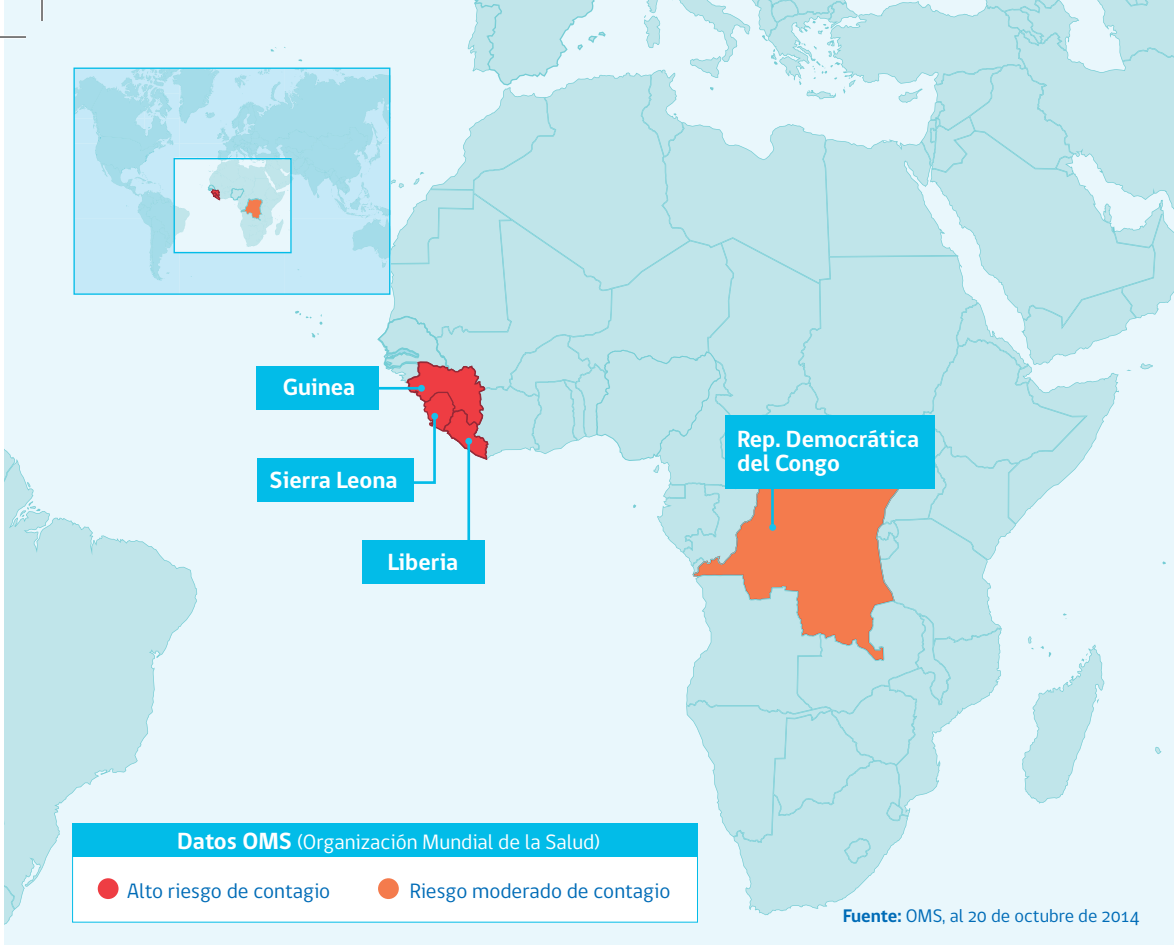 Guinea
Sierra Leona
Liberia
Rep. Democrática
del Congo
Datos OMS (Organización Mundial de la Salud)
Alto riesgo de contagio
Riesgo moderado de contagio
Fuente: OMS, al 20 de octubre de 2014